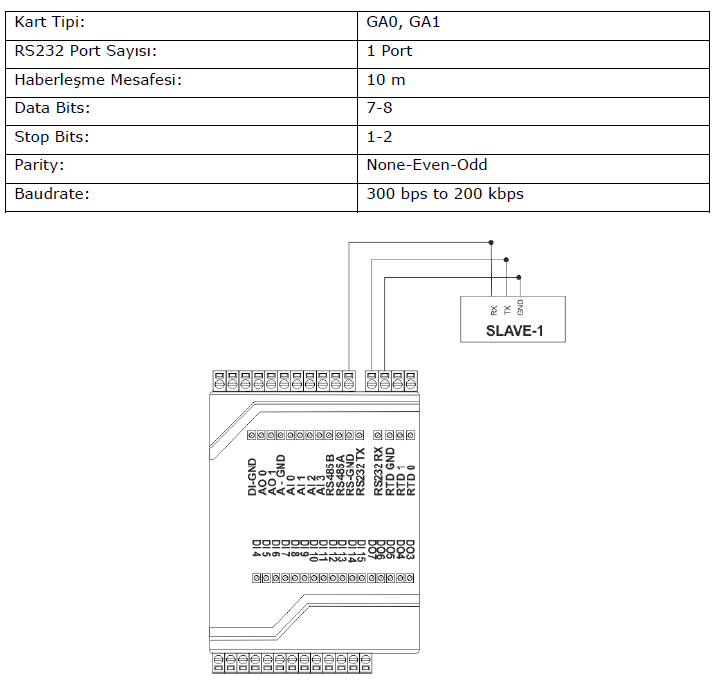 Kart Tipi: GA0, GA1
RS232 Port Sayısı: 1 Port
Haberleşme Mesafesi: 10 m
Data Bits: 7-8
Stop Bits: 1-2
Parity: None-Even-Odd
Baudrate: 300 bps to 200 kbps
RX TX GND
SLAVE-1
DI-GND
AO 0
AO 1
A - GND
AI 0
AI 1
AI 2
AI 3
RS485B
RS485A
RS-GND
RS232 TX
RS232 RX
RTD GND
RTD 1
RTD 0
DI 4
DI 5
DI 6
DI 7
DI 8
DI 9
DI 10
DI 11
DI 12
DI 13
DI 14
DI 15
DO7
DO6
DO5
DO4
DO3